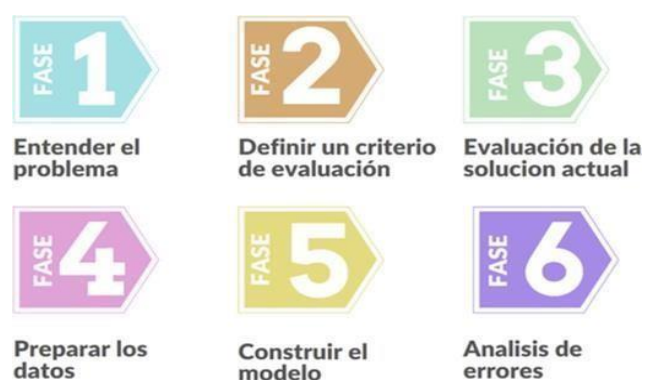 FASE 1
FASE 2
FASE 3
Entender el
problema
Definir un criterio
de evaluación
Evaluación de la
solucion actual
FASE 4
FASE 5
FASE 6
Preparar los
datos
Construir el
modelo
Analisis de
errores